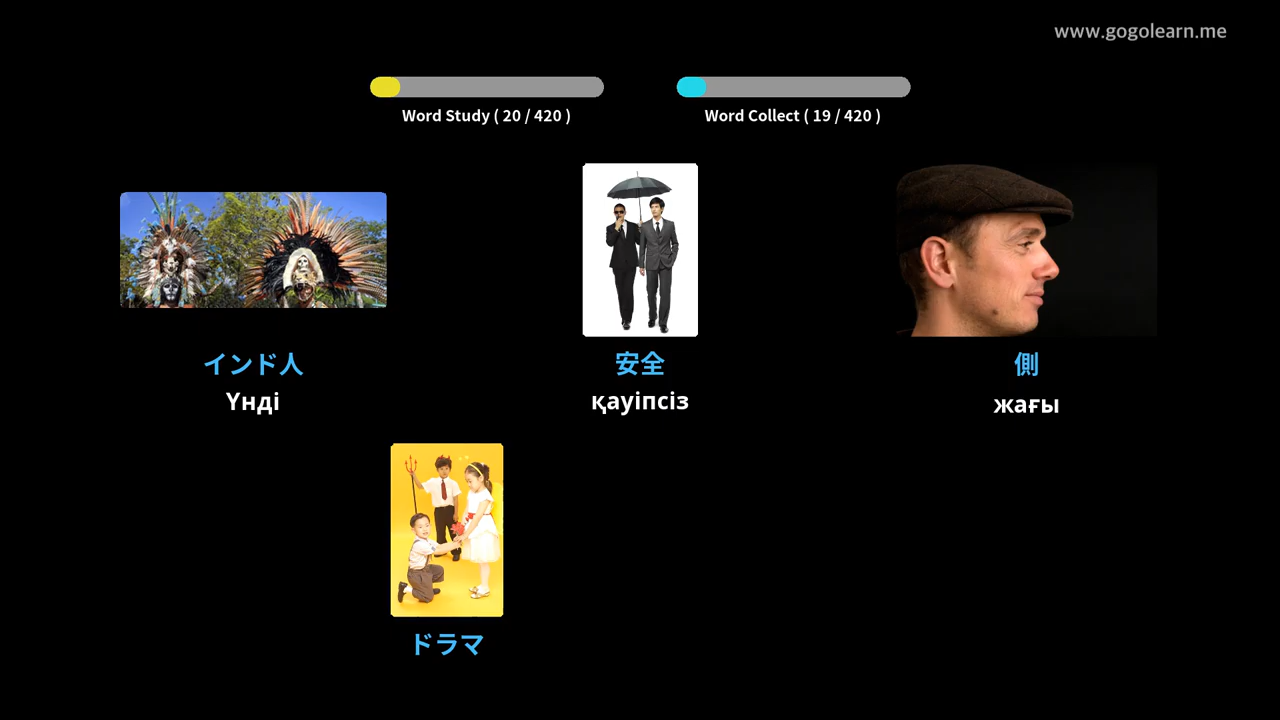 www.gogolearn.me
Word Study ( 20 / 420 )
Word Collect ( 19 / 420 )
インド人
Үнді
安全
қауіпсіз
側
жағы
ドラマ